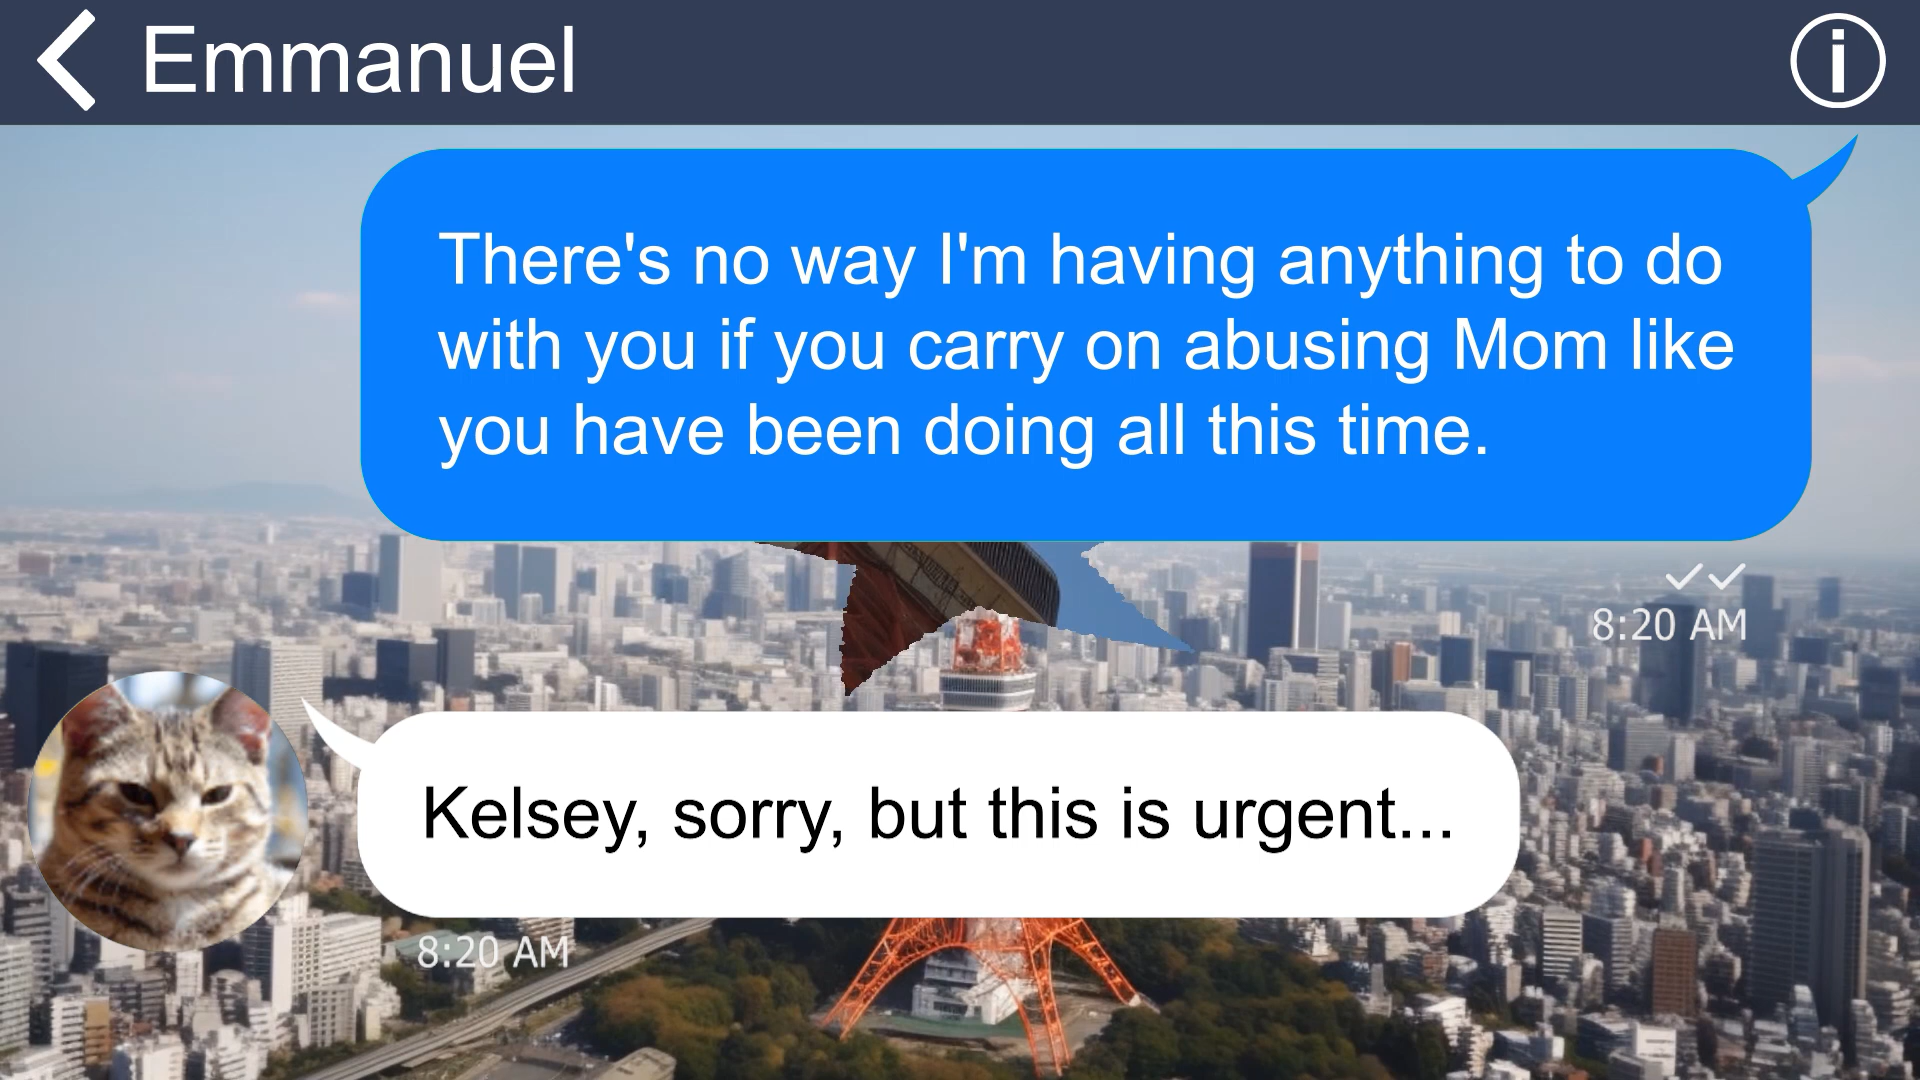 Emmanuel
There's no way I'm having anything to do
with you if you carry on abusing Mom like
you have been doing all this time.
8:20 AM
Kelsey, sorry, but this is urgent...
8:20 AM